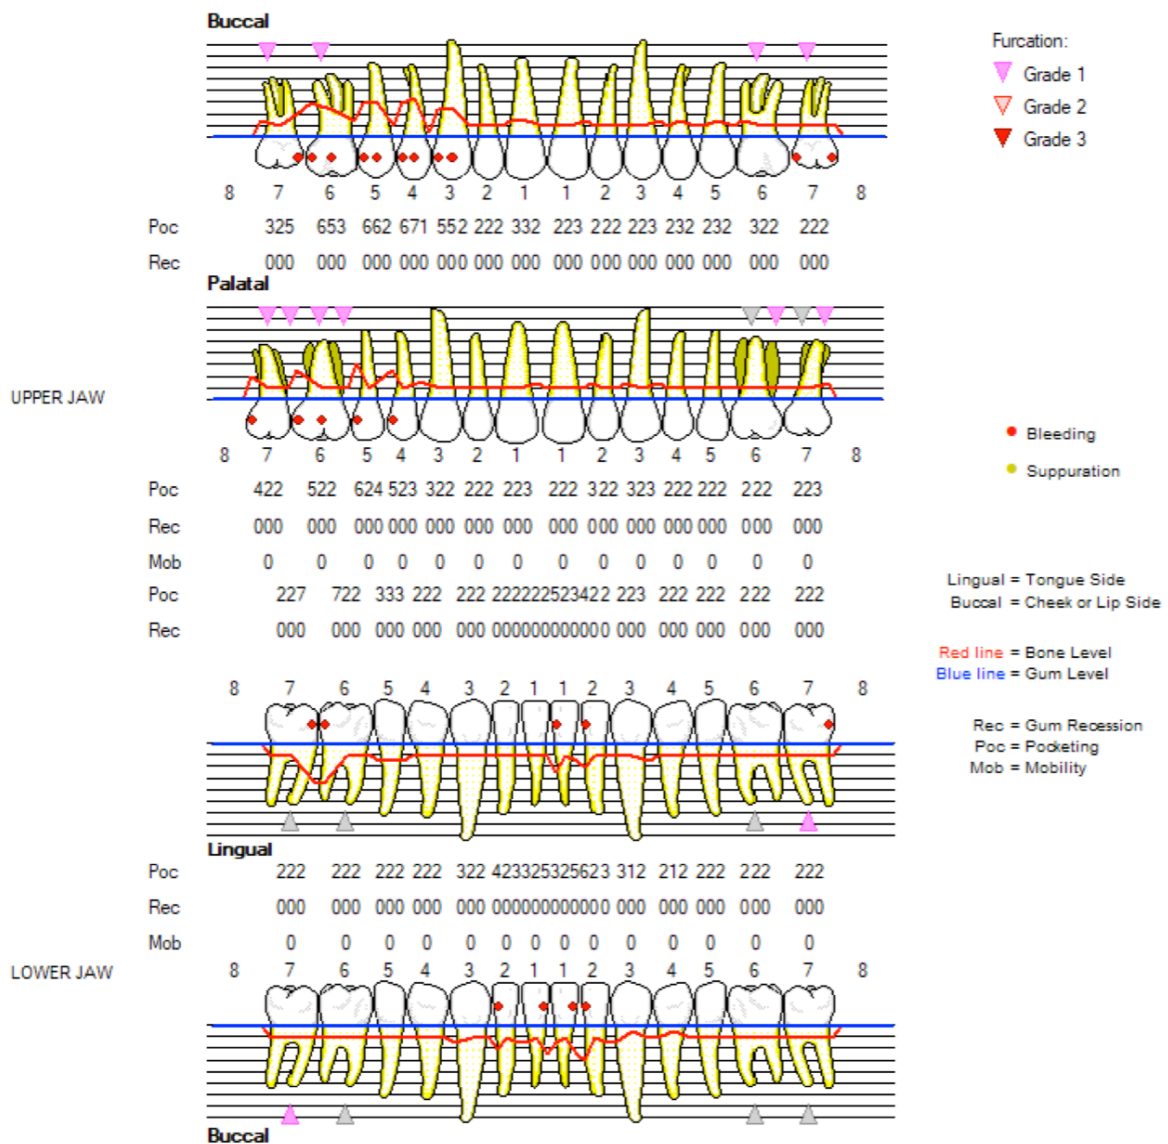 Buccal
Furcation:
Grade 1
Grade 2
Grade 3
8 7 6 5 4 3 2 1 1 2 3 4 5 6 7 8
Poc 325 653 662 671 552 222 332 223 222 223 232 232 322 222
Rec 000 000 000 000 000 000 000 000 000 000 000 000 000 000
Palatal
UPPER JAW
Bleeding
Suppuration
8 7 6 5 4 3 2 1 1 2 3 4 5 6 7 8
Poc 422 522 624 523 322 222 223 222 322 323 222 222 222 223
Rec 000 000 000 000 000 000 000 000 000 000 000 000 000 000
Mob 0 0 0 0 0 0 0 0 0 0 0 0 0 0
Poc 227 722 333 222 222 222222523422 223 222 222 222 222
Rec 000 000 000 000 000 000000000000 000 000 000 000 000
Lingual = Tongue Side
Buccal = Cheek or Lip Side
Red line = Bone Level
Blue line = Gum Level
Rec = Gum Recession
Poc = Pocketing
Mob = Mobility
8 7 6 5 4 3 2 1 1 2 3 4 5 6 7 8
Lingual
Poc 222 222 222 222 322 423325325623 312 212 222 222 222
Rec 000 000 000 000 000 000000000000 000 000 000 000 000
Mob 0 0 0 0 0 0 0 0 0 0 0 0 0 0
LOWER JAW
8 7 6 5 4 3 2 1 1 2 3 4 5 6 7 8
Buccal